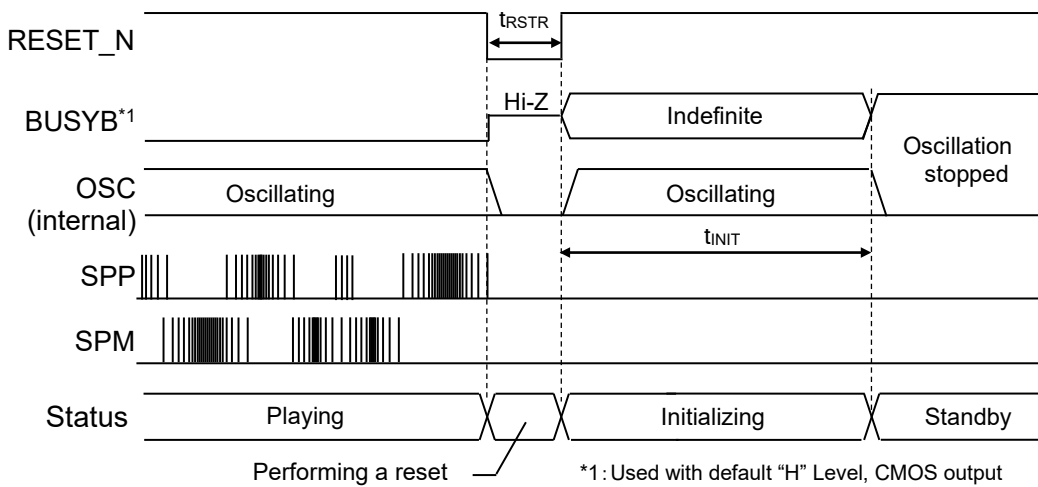 tRSTR
RESET_N
Hi-Z
BUSYB*1
Indefinite
Oscillation
stopped
OSC
(internal)
Oscillating
Oscillating
tINIT
SPP
SPM
Status
Playing
Initializing
Standby
Performing a reset
*1: Used with default “H” Level, CMOS output